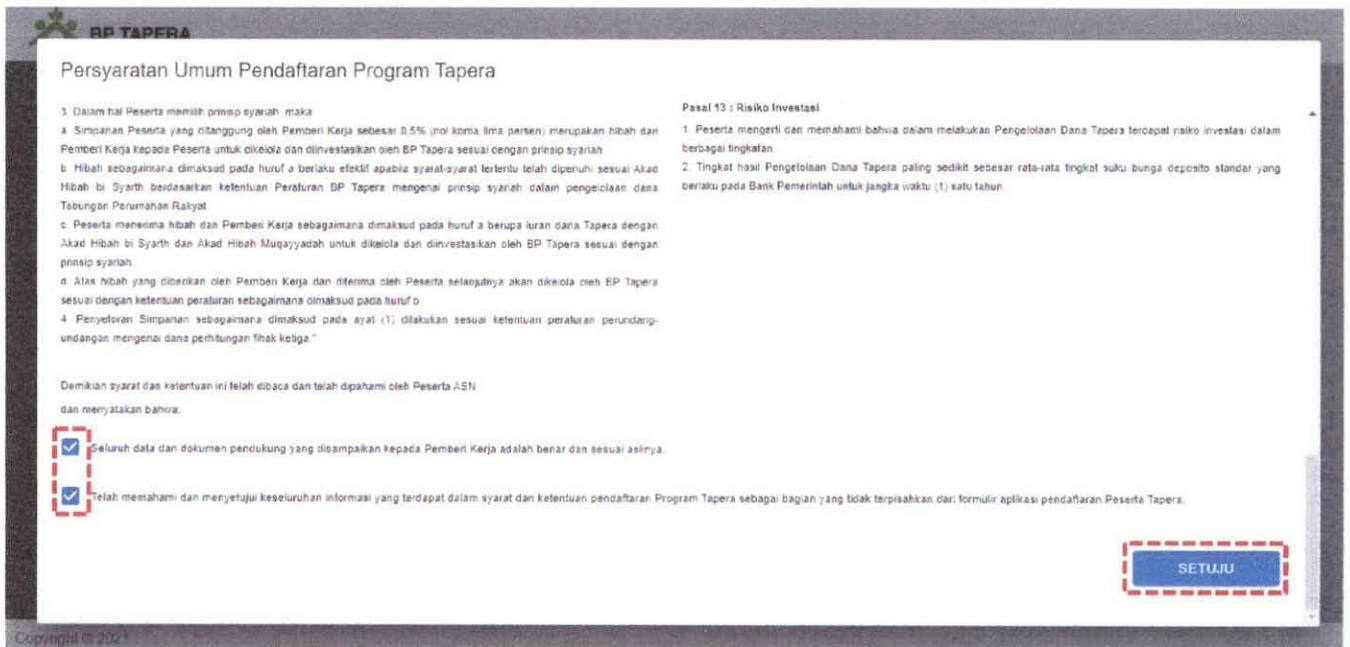 BP TAPERA
Persyaratan Umum Pendaftaran Program Tapera
3. Dalam hal Peserta memilih prinsip syariah maka
a. Simpanan Peserta yang ditanggung oleh Pemberi Kerja sebesar 0.5% (nol koma lima persen) merupakan hibah dari
Pemberi Kerja kepada Peserta untuk dikelola dan diinvestasikan oleh BP Tapera sesuai dengan prinsip syariah
b. Hibah sebagaimana dimaksud pada huruf a berlaku efektif apabila syarat-syarat tertentu telah dipenuhi sesuai Akad
Hibah bi Syarth berdasarkan ketentuan Peraturan BP Tapera mengenai prinsip syariah dalam pengelolaan dana
Tabungan Perumahan Rakyat
c. Peserta menerima hibah dari Pemberi Kerja sebagaimana dimaksud pada huruf a berupa iuran dana Tapera dengan
Akad Hibah bi Syarth dan Akad Hibah Muqayyadah untuk dikelola dan diinvestasikan oleh BP Tapera sesuai dengan
prinsip syariah.
d. Atas hibah yang diberikan oleh Pemberi Kerja dan diterima oleh Peserta selanjutnya akan dikelola oleh BP Tapera
sesuai dengan ketentuan peraturan sebagaimana dimaksud pada huruf b
4. Penyetoran Simpanan sebagaimana dimaksud pada ayat (1) dilakukan sesuai ketentuan peraturan perundang-
undangan mengenai dana perhitungan fihak ketiga."
Pasal 13 : Risiko Investasi
1. Peserta mengerti dan memahami bahwa dalam melakukan Pengelolaan Dana Tapera terdapat risiko investasi dalam
berbagai tingkatan
2. Tingkat hasil Pengelolaan Dana Tapera paling sedikit sebesar rata-rata tingkat suku bunga deposito standar yang
berlaku pada Bank Pemerintah untuk jangka waktu (1) satu tahun
Demikian syarat dan ketentuan ini telah dibaca dan telah dipahami oleh Peserta ASN
dan menyatakan bahwa:
Seluruh data dan dokumen pendukung yang disampaikan kepada Pemberi Kerja adalah benar dan sesuai aslinya.
Telah memahami dan menyetujui keseluruhan informasi yang terdapat dalam syarat dan ketentuan pendaftaran Program Tapera sebagai bagian yang tidak terpisahkan dari formulir aplikasi pendaftaran Peserta Tapera.
SETUJU
Copyright © 2021